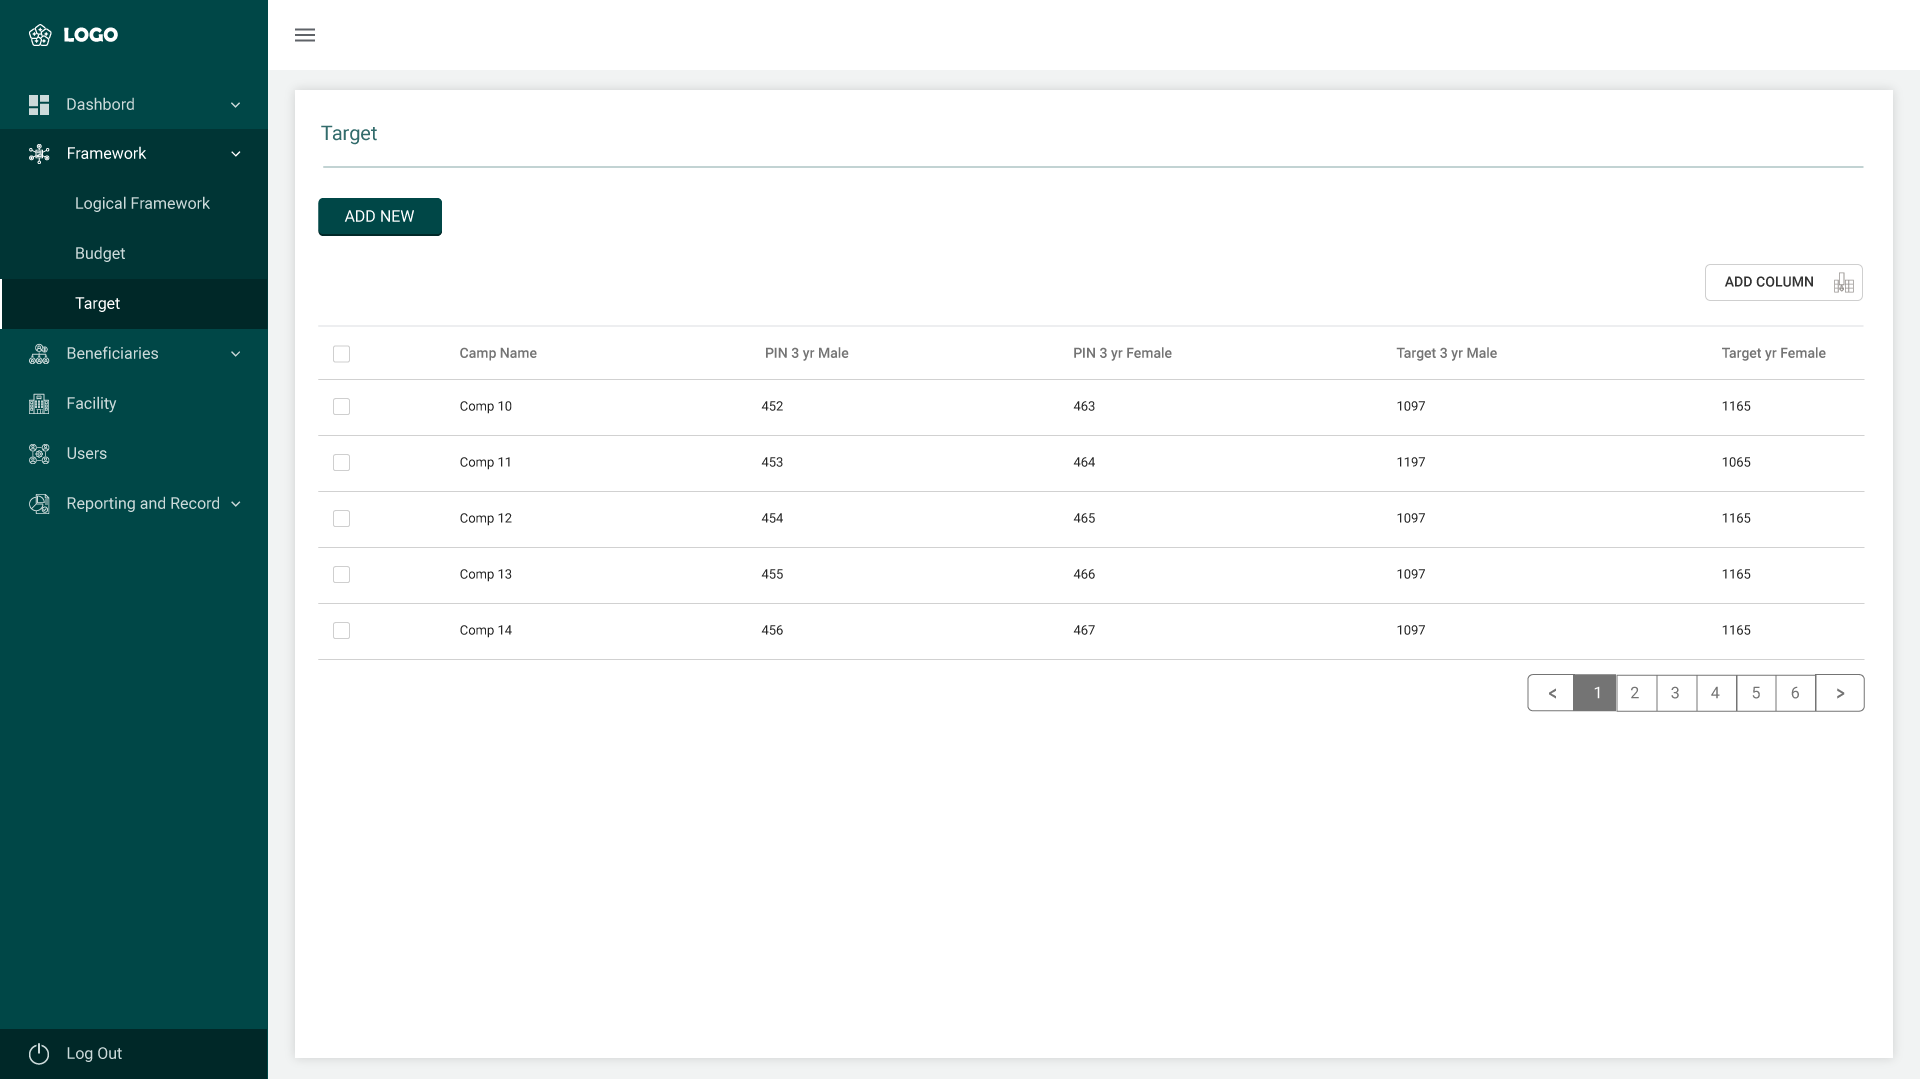 LOGO
Dashbord
Framework
Logical Framework
Budget
Target
Beneficiaries
Facility
Users
Reporting and Record
Log Out
Target
ADD NEW
ADD COLUMN
Camp Name PIN 3 yr Male PIN 3 yr Female Target 3 yr Male Target yr Female
Comp 10 452 463 1097 1165
Comp 11 453 464 1197 1065
Comp 12 454 465 1097 1165
Comp 13 455 466 1097 1165
Comp 14 456 467 1097 1165
< 1 2 3 4 5 6 >